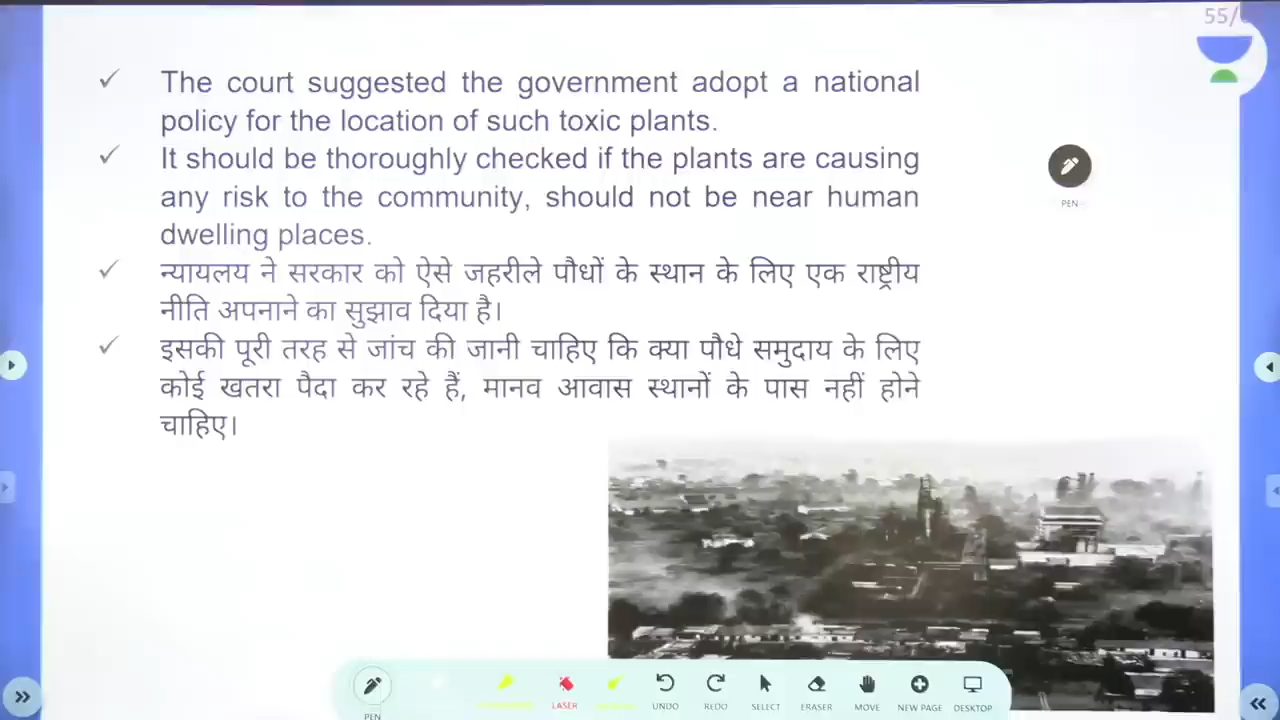 55/
The court suggested the government adopt a national
policy for the location of such toxic plants.
It should be thoroughly checked if the plants are causing
any risk to the community, should not be near human
dwelling places.
न्यायलय ने सरकार को ऐसे जहरीले पौधों के स्थान के लिए एक राष्ट्रीय
नीति अपनाने का सुझाव दिया है।
इसकी पूरी तरह से जांच की जानी चाहिए कि क्या पौधे समुदाय के लिए
कोई खतरा पैदा कर रहे हैं, मानव आवास स्थानों के पास नहीं होने
चाहिए।
PEN
PEN LASER UNDO REDO SELECT ERASER MOVE NEW PAGE DESKTOP